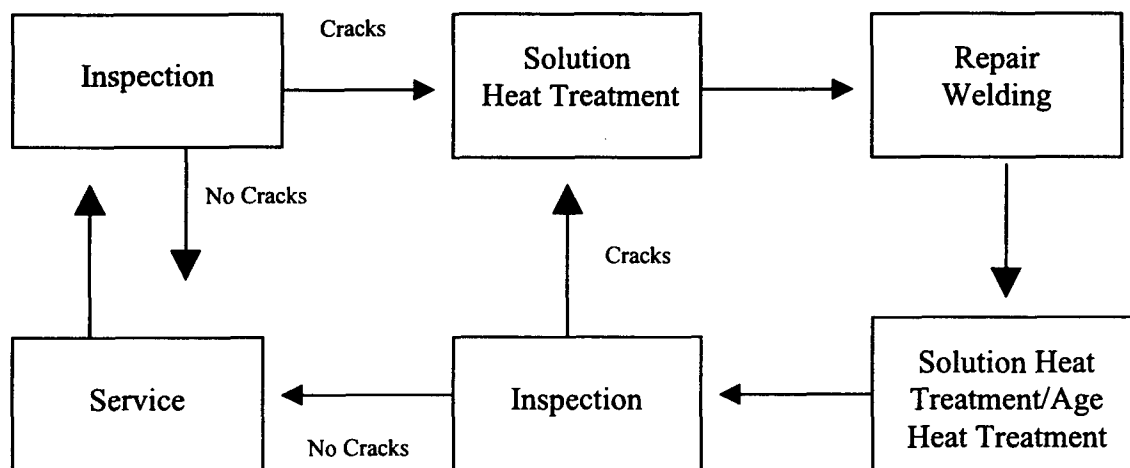 Cracks
Inspection
Solution
Heat Treatment
Repair
Welding
No Cracks
Cracks
Service
No Cracks
Inspection
Solution Heat
Treatment/Age
Heat Treatment